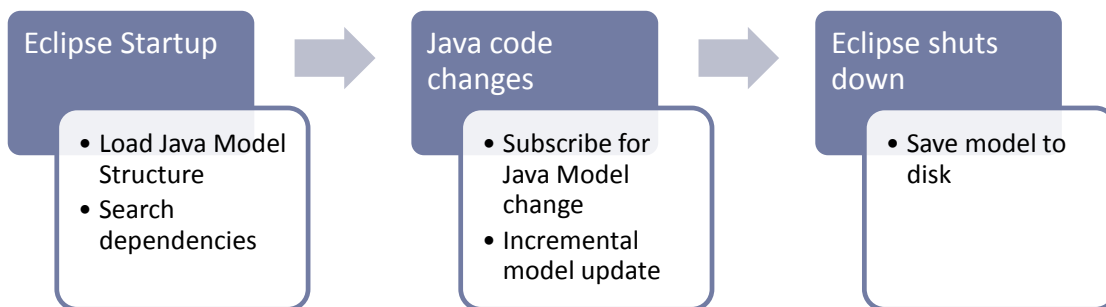 Eclipse Startup
• Load Java Model
Structure
• Search
dependencies
Java code
changes
• Subscribe for
Java Model
change
• Incremental
model update
Eclipse shuts
down
• Save model to
disk